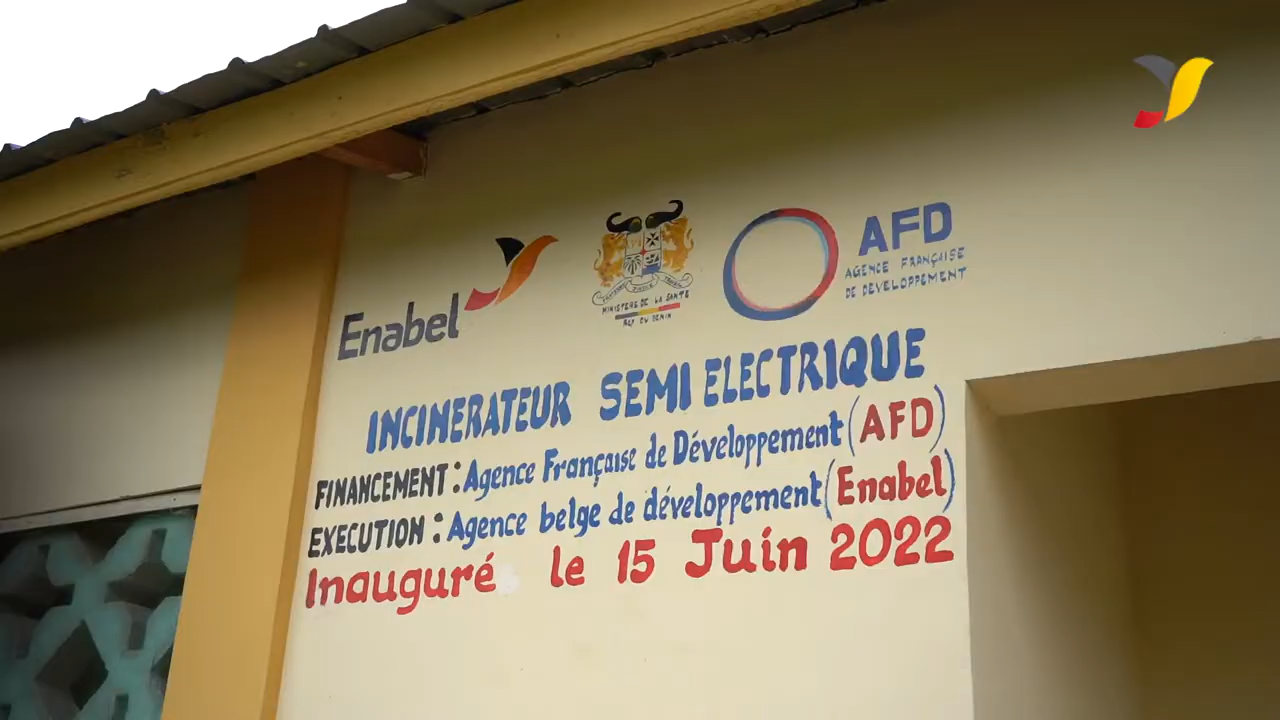 Enabel
MINISTERE DE LA SANTE
REP DU BENIN
AFD
AGENCE FRANÇAISE
DE DÉVELOPPEMENT
INCINERATEUR SEMI ELECTRIQUE
FINANCEMENT : Agence Française de Développement (AFD)
EXECUTION : Agence belge de développement (Enabel)
Inauguré le 15 Juin 2022